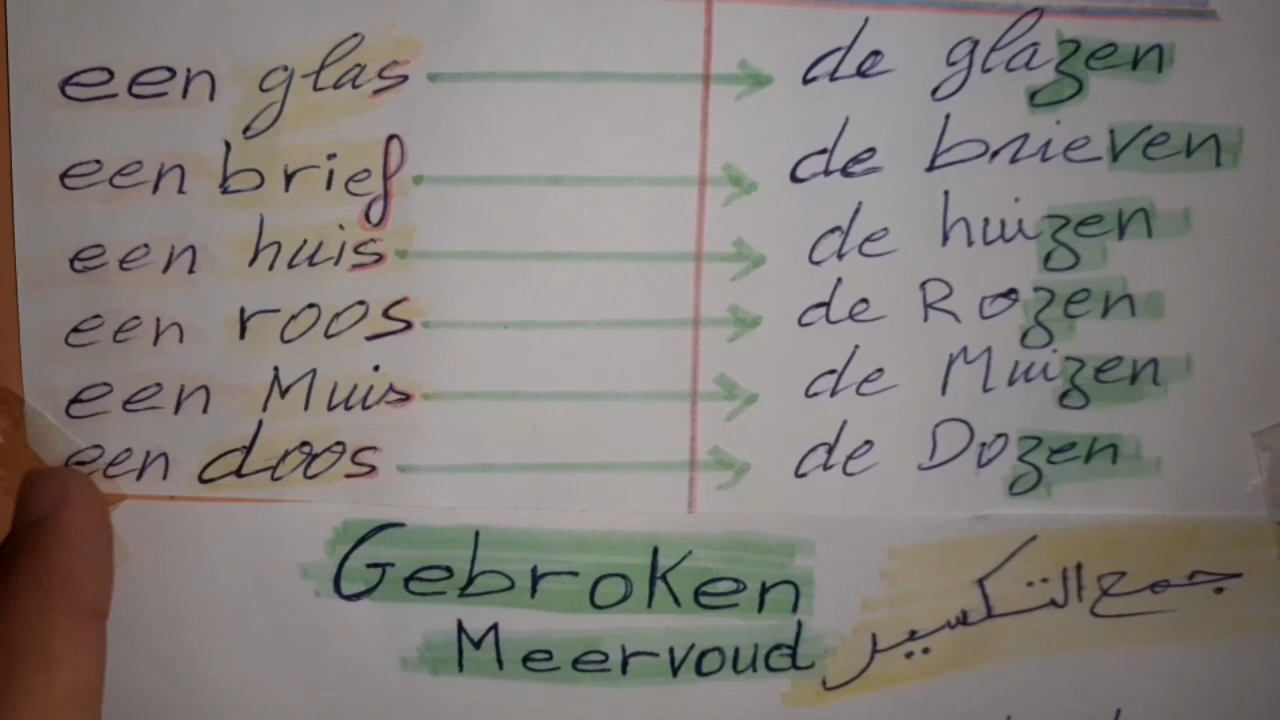 een glas de glazen
een brief de brieven
een huis de huizen
een roos de Rozen
een Muis de Muizen
een doos de Dozen
Gebroken
Meervoud
جمع التكسير